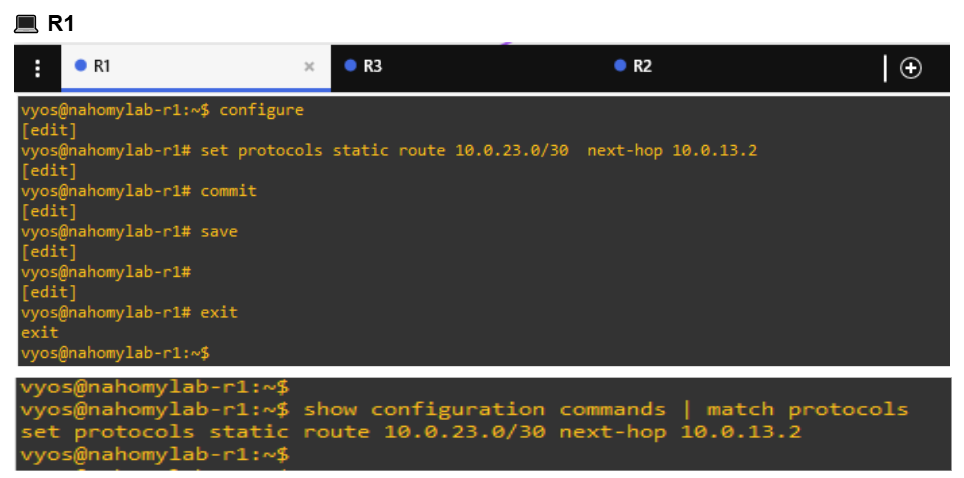 R1
R1 × R3 R2
vyos@nahomylab-r1:~$ configure
[edit]
vyos@nahomylab-r1# set protocols static route 10.0.23.0/30  next-hop 10.0.13.2
[edit]
vyos@nahomylab-r1# commit
[edit]
vyos@nahomylab-r1# save
[edit]
vyos@nahomylab-r1#
[edit]
vyos@nahomylab-r1# exit
exit
vyos@nahomylab-r1:~$
vyos@nahomylab-r1:~$
vyos@nahomylab-r1:~$ show configuration commands | match protocols
set protocols static route 10.0.23.0/30 next-hop 10.0.13.2
vyos@nahomylab-r1:~$